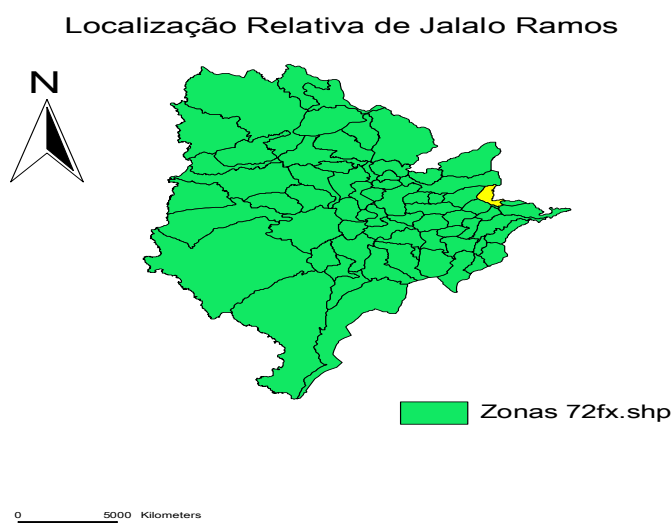 Localização Relativa de Jalalo Ramos
N
Zonas 72fx.shp
0 5000 Kilometers